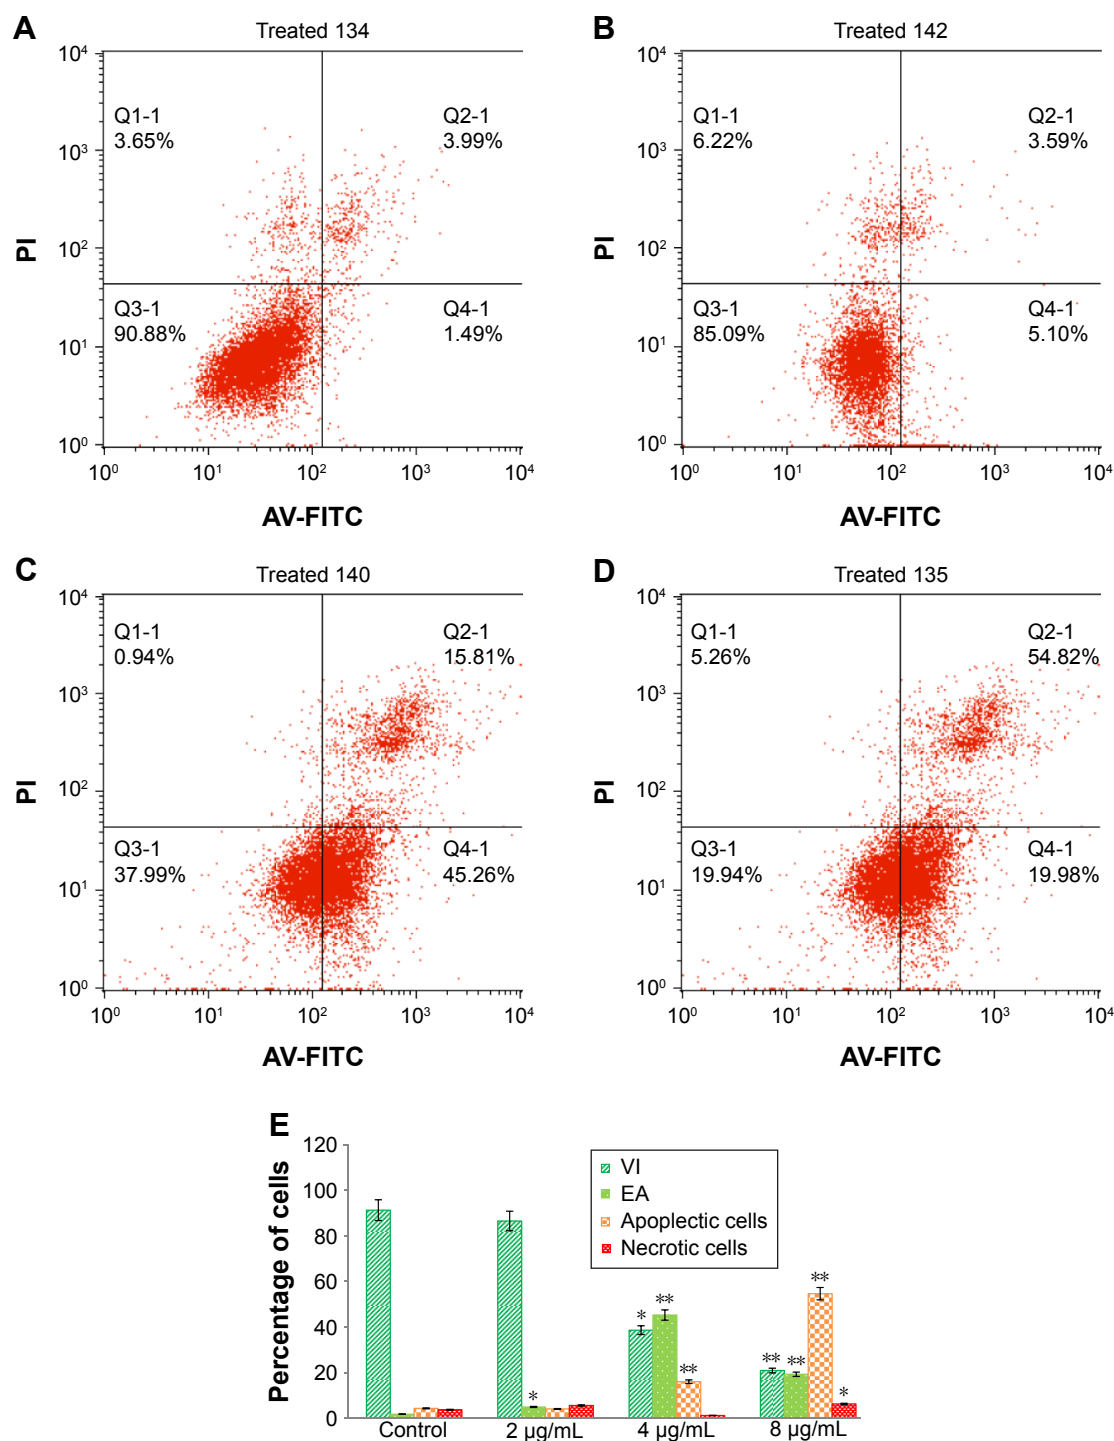 A
Treated 134
10⁴
10³
10²
10¹
10⁰
PI
Q1-1
3.65%
Q2-1
3.99%
Q3-1
90.88%
Q4-1
1.49%
10⁰ 10¹ 10² 10³ 10⁴
AV-FITC
B
Treated 142
10⁴
10³
10²
10¹
10⁰
PI
Q1-1
6.22%
Q2-1
3.59%
Q3-1
85.09%
Q4-1
5.10%
10⁰ 10¹ 10² 10³ 10⁴
AV-FITC
C
Treated 140
10⁴
10³
10²
10¹
10⁰
PI
Q1-1
0.94%
Q2-1
15.81%
Q3-1
37.99%
Q4-1
45.26%
10⁰ 10¹ 10² 10³ 10⁴
AV-FITC
D
Treated 135
10⁴
10³
10²
10¹
10⁰
PI
Q1-1
5.26%
Q2-1
54.82%
Q3-1
19.94%
Q4-1
19.98%
10⁰ 10¹ 10² 10³ 10⁴
AV-FITC
E
Percentage of cells
120
100
80
60
40
20
0
VI
EA
Apoplectic cells
Necrotic cells
*
* ** **
** ** ** *
Control 2 µg/mL 4 µg/mL 8 µg/mL